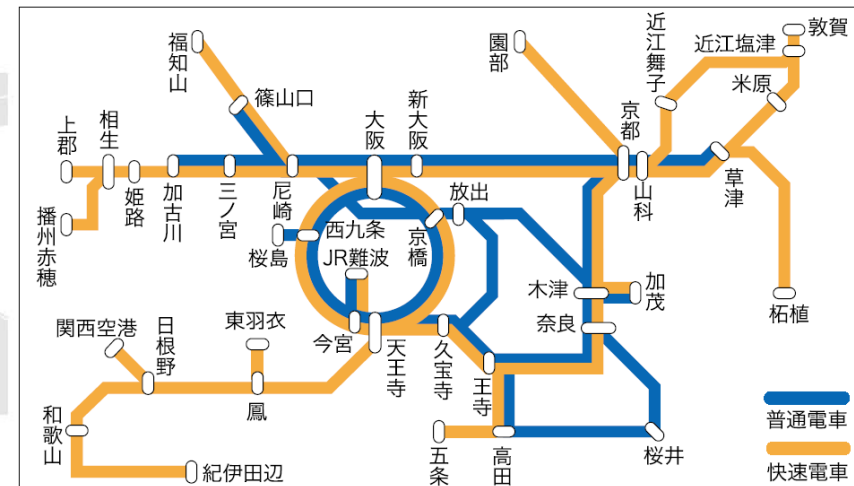 敦賀
近江塩津
近江舞子
米原
福知山
園部
篠山口
大阪
新大阪
京都
上郡
相生
姫路
加古川
三ノ宮
尼崎
山科
草津
放出
播州赤穂
西九条
京橋
桜島
JR難波
木津
加茂
柘植
奈良
今宮
天王寺
久宝寺
王寺
関西空港
日根野
東羽衣
鳳
和歌山
紀伊田辺
五条
高田
桜井
普通電車
快速電車